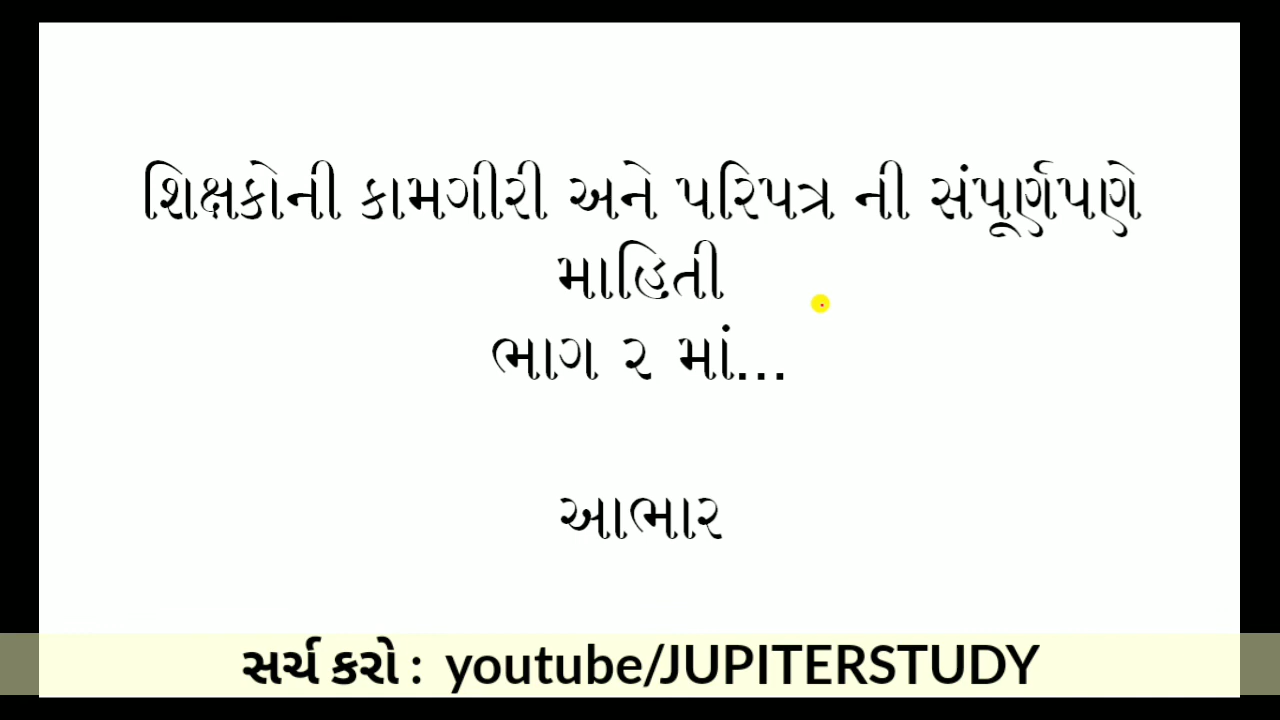 શિક્ષકોની કામગીરી અને પરિપત્ર ની સંપૂર્ણપણે
માહિતી
ભાગ ૨ માં...
આભાર
સર્ચ કરો : youtube/JUPITERSTUDY